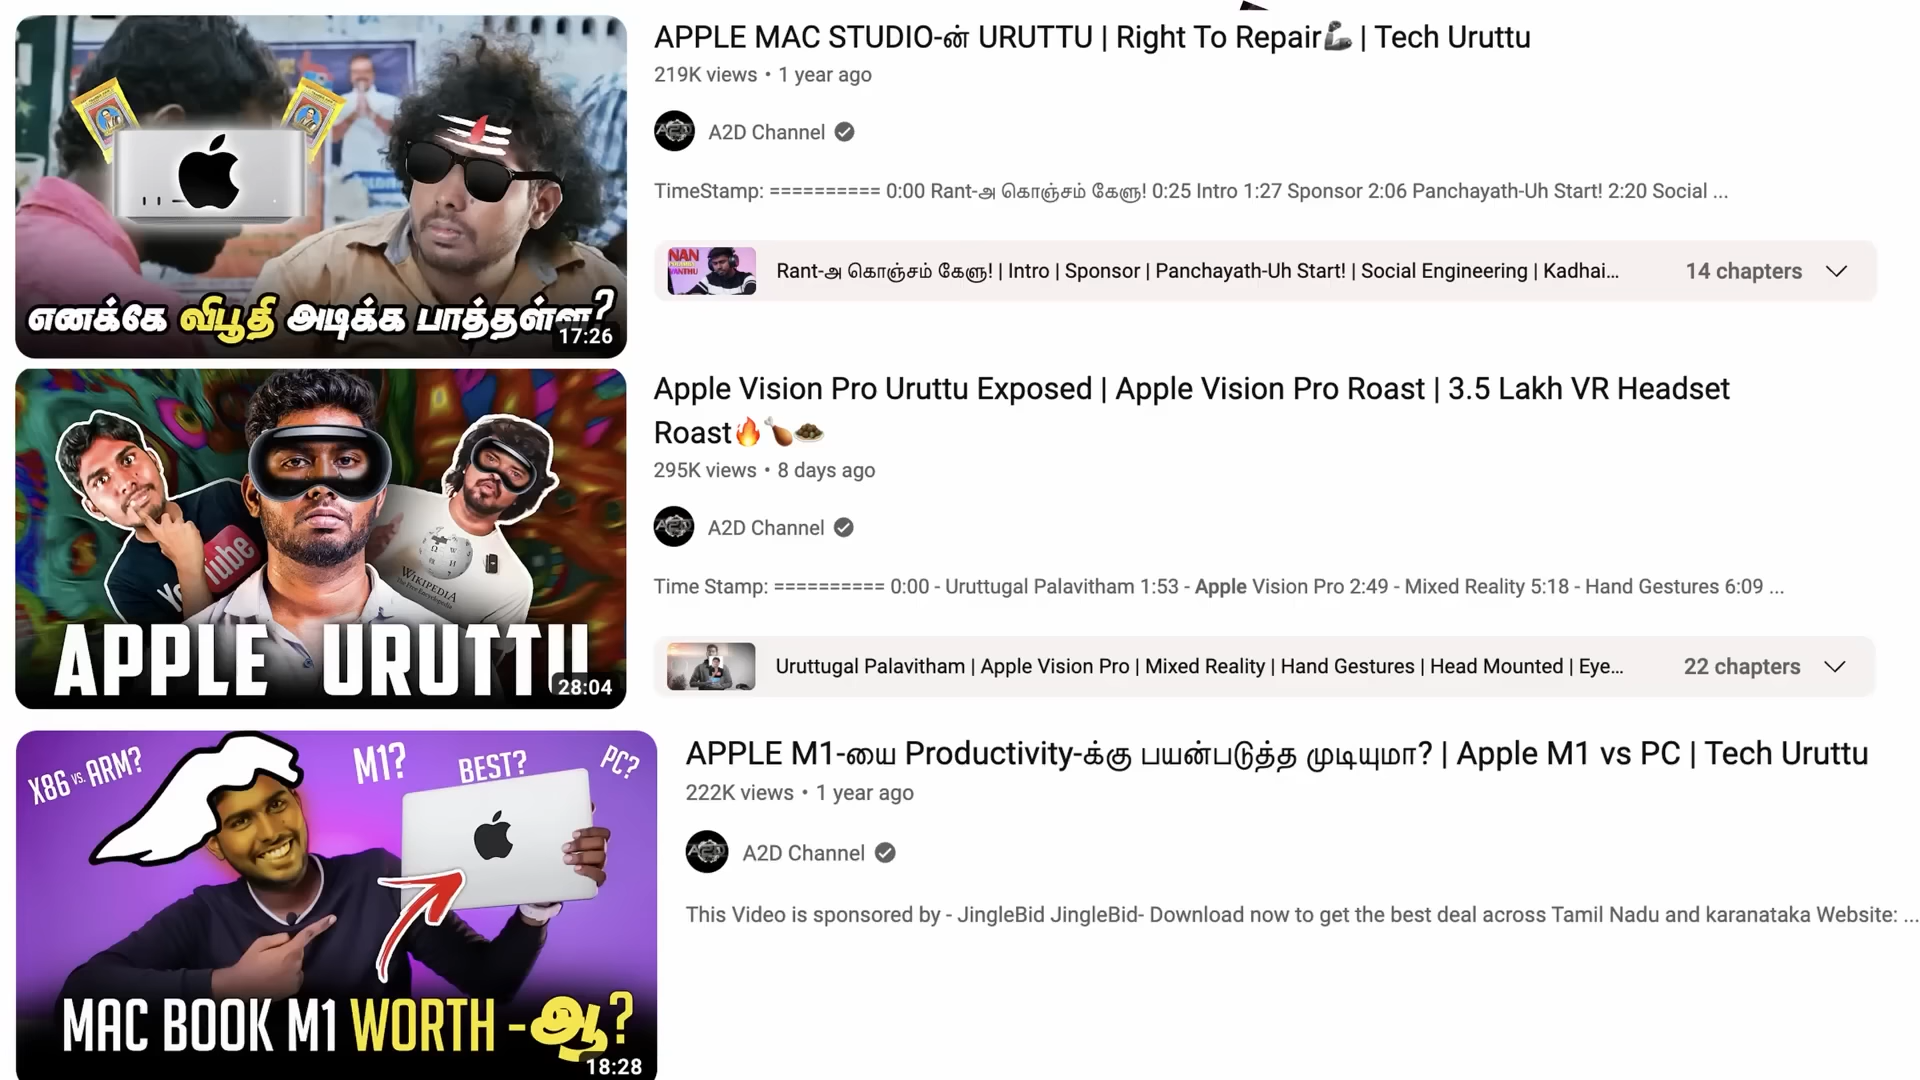 APPLE MAC STUDIO-ன் URUTTU | Right To Repair🦾 | Tech Uruttu
219K views • 1 year ago
A2D Channel
TimeStamp: ========== 0:00 Rant-அ கொஞ்சம் கேளு! 0:25 Intro 1:27 Sponsor 2:06 Panchayath-Uh Start! 2:20 Social ...
NAN
VANTHU
Rant-அ கொஞ்சம் கேளு! | Intro | Sponsor | Panchayath-Uh Start! | Social Engineering | Kadhai...
14 chapters
எனக்கே விபூதி அடிக்க பாத்தள்ள?
17:26
Apple Vision Pro Uruttu Exposed | Apple Vision Pro Roast | 3.5 Lakh VR Headset
Roast🔥🍗💩
295K views • 8 days ago
A2D Channel
Time Stamp: ========== 0:00 - Uruttugal Palavitham 1:53 - Apple Vision Pro 2:49 - Mixed Reality 5:18 - Hand Gestures 6:09 ...
Uruttugal Palavitham | Apple Vision Pro | Mixed Reality | Hand Gestures | Head Mounted | Eye...
22 chapters
YouTube
WIKIPEDIA
The Free Encyclopedia
APPLE URUTTU
28:04
X86 vs. ARM?
M1?
BEST?
PC?
MAC BOOK M1 WORTH -ஆ?
18:28
APPLE M1-யை Productivity-க்கு பயன்படுத்த முடியுமா? | Apple M1 vs PC | Tech Uruttu
222K views • 1 year ago
A2D Channel
This Video is sponsored by - JingleBid JingleBid- Download now to get the best deal across Tamil Nadu and karanataka Website: ...